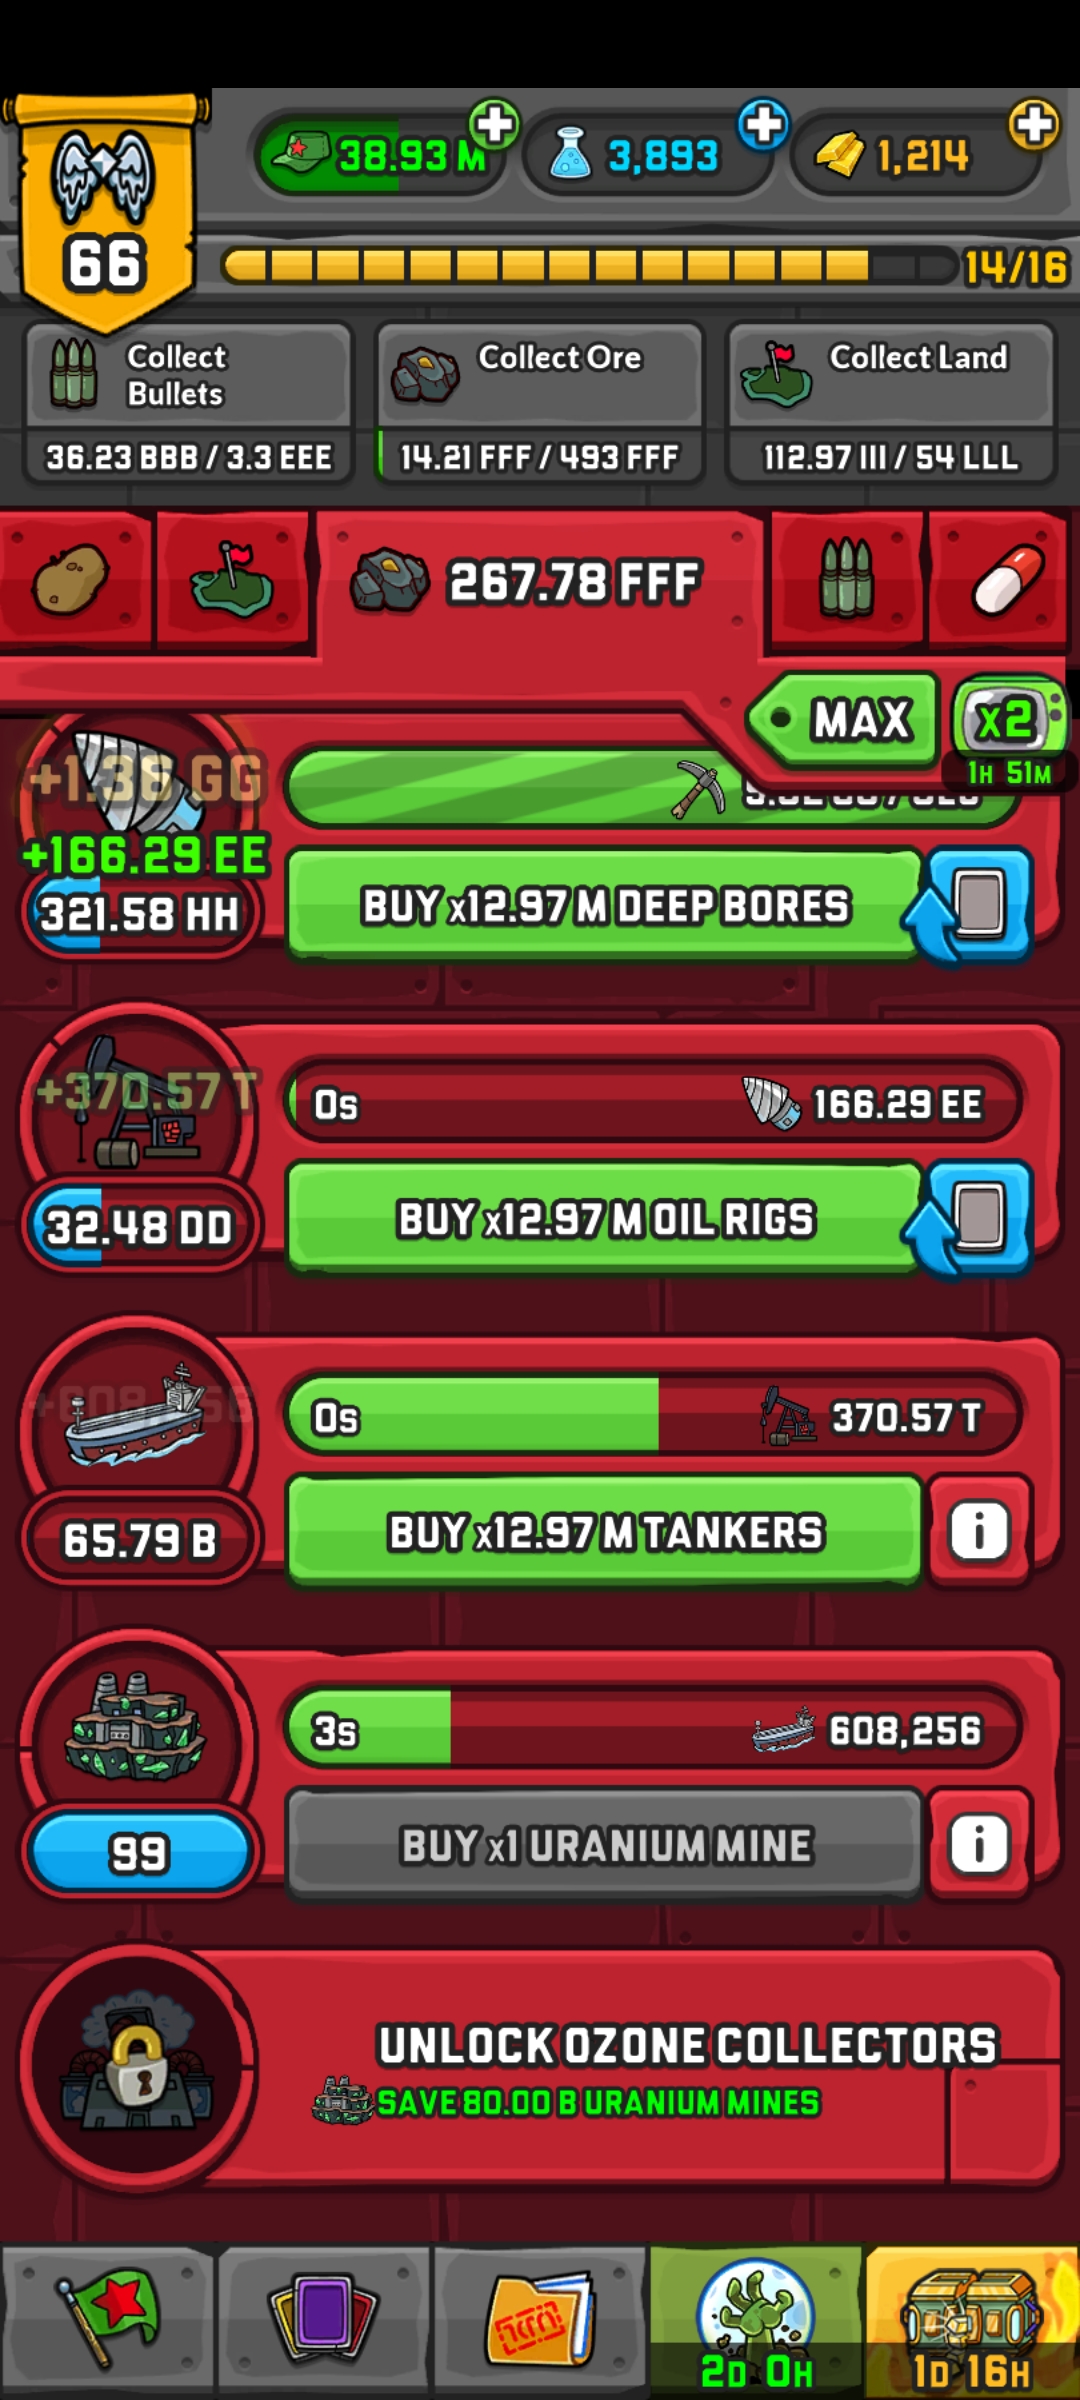 38.93 M
3,893
1,214
66
14/16
Collect
Bullets
Collect Ore
Collect Land
36.23 BBB / 3.3 EEE
14.21 FFF / 493 FFF
112.97 III / 54 LLL
267.78 FFF
MAX
x2
1H 51M
+1.36 GG
+166.29 EE
321.58 HH
BUY x12.97 M DEEP BORES
+370.57 T
0s
166.29 EE
32.48 DD
BUY x12.97 M OIL RIGS
+608,256
0s
370.57 T
65.79 B
BUY x12.97 M TANKERS
i
3s
608,256
99
BUY x1 URANIUM MINE
i
UNLOCK OZONE COLLECTORS
SAVE 80.00 B URANIUM MINES
2D 0H
1D 16H